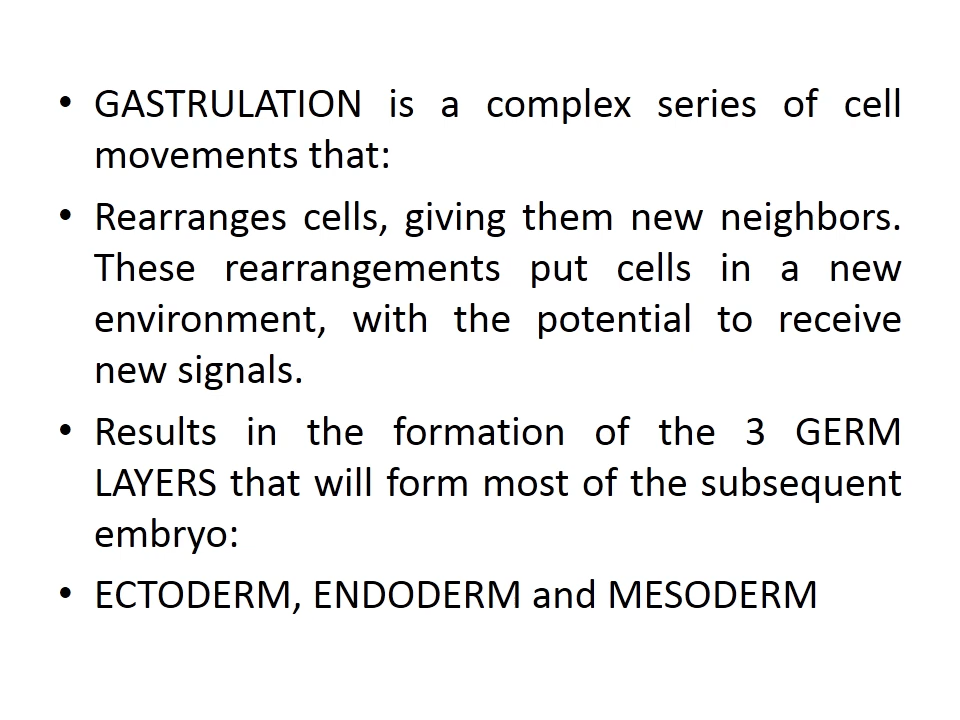 • GASTRULATION is a complex series of cell
movements that:
• Rearranges cells, giving them new neighbors.
These rearrangements put cells in a new
environment, with the potential to receive
new signals.
• Results in the formation of the 3 GERM
LAYERS that will form most of the subsequent
embryo:
• ECTODERM, ENDODERM and MESODERM